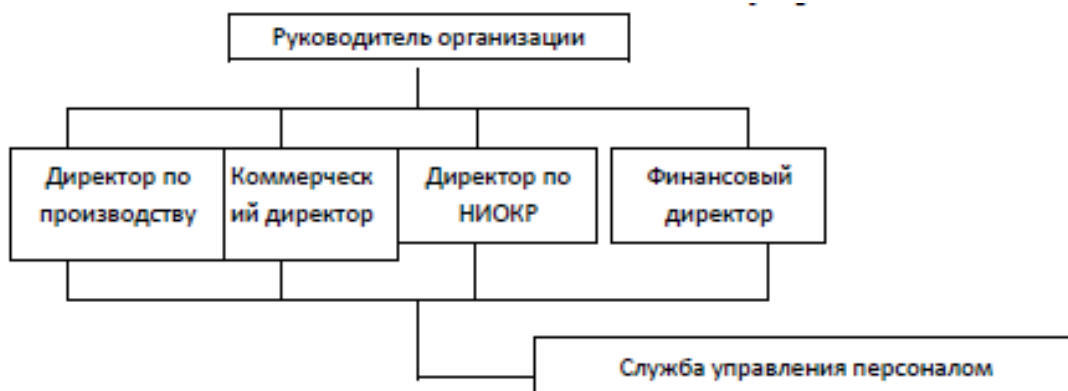 Руководитель организации
Директор по
производству
Коммерческ
ий директор
Директор по
НИОКР
Финансовый
директор
Служба управления персоналом